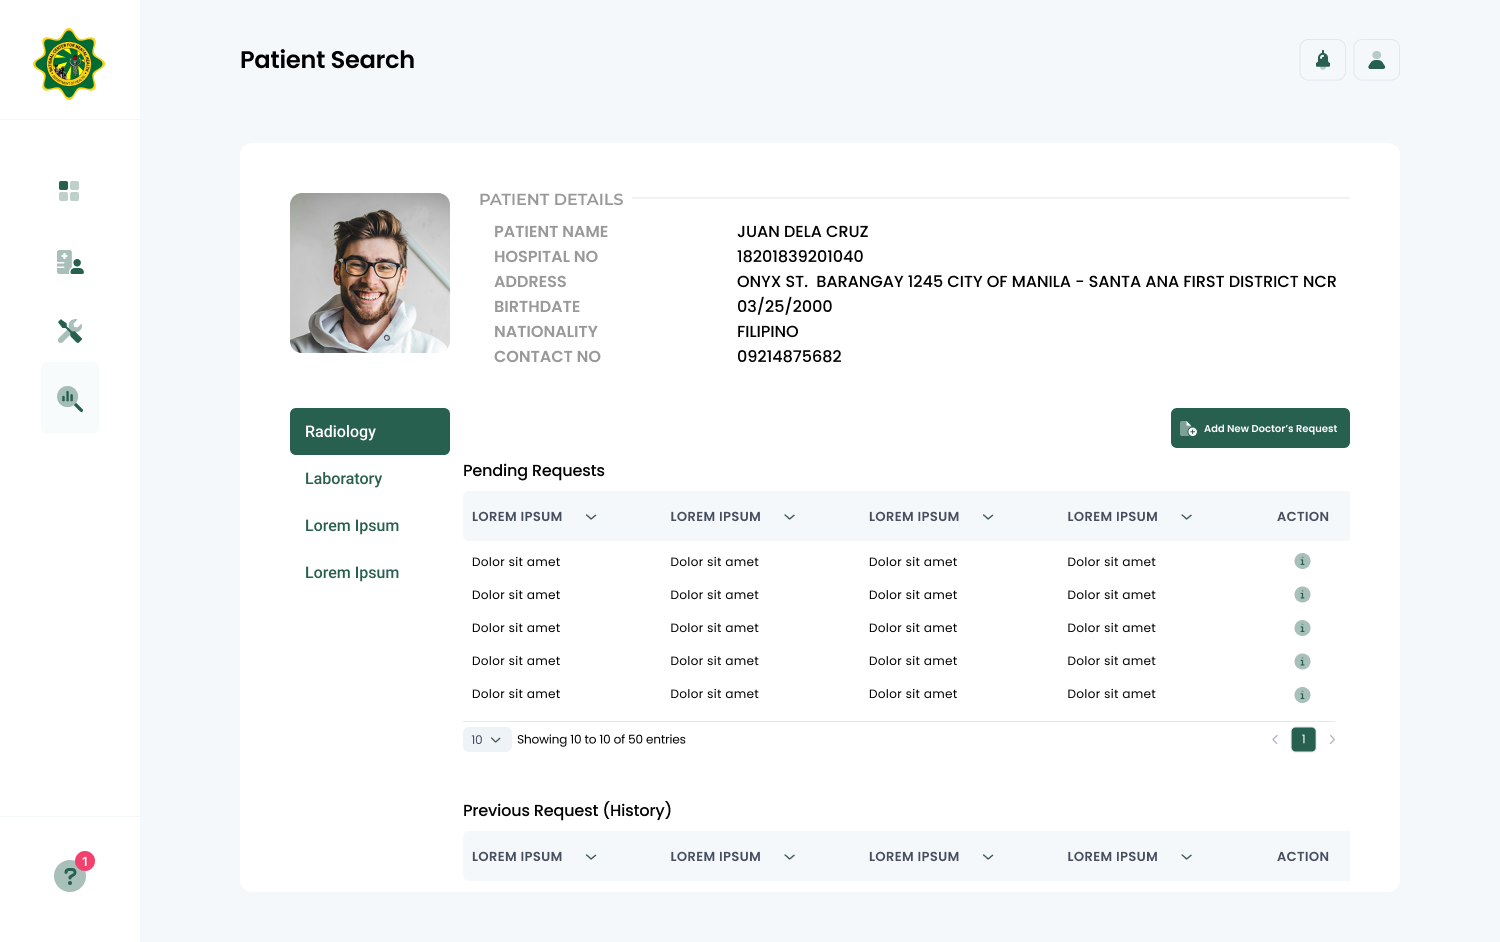 Patient Search
PATIENT DETAILS
PATIENT NAME JUAN DELA CRUZ
HOSPITAL NO 18201839201040
ADDRESS ONYX ST. BARANGAY 1245 CITY OF MANILA - SANTA ANA FIRST DISTRICT NCR
BIRTHDATE 03/25/2000
NATIONALITY FILIPINO
CONTACT NO 09214875682
Radiology
Laboratory
Lorem Ipsum
Lorem Ipsum
Add New Doctor's Request
Pending Requests
LOREM IPSUM LOREM IPSUM LOREM IPSUM LOREM IPSUM ACTION
Dolor sit amet Dolor sit amet Dolor sit amet Dolor sit amet i
Dolor sit amet Dolor sit amet Dolor sit amet Dolor sit amet i
Dolor sit amet Dolor sit amet Dolor sit amet Dolor sit amet i
Dolor sit amet Dolor sit amet Dolor sit amet Dolor sit amet i
Dolor sit amet Dolor sit amet Dolor sit amet Dolor sit amet i
10 Showing 10 to 10 of 50 entries 1
Previous Request (History)
LOREM IPSUM LOREM IPSUM LOREM IPSUM LOREM IPSUM ACTION
? 1